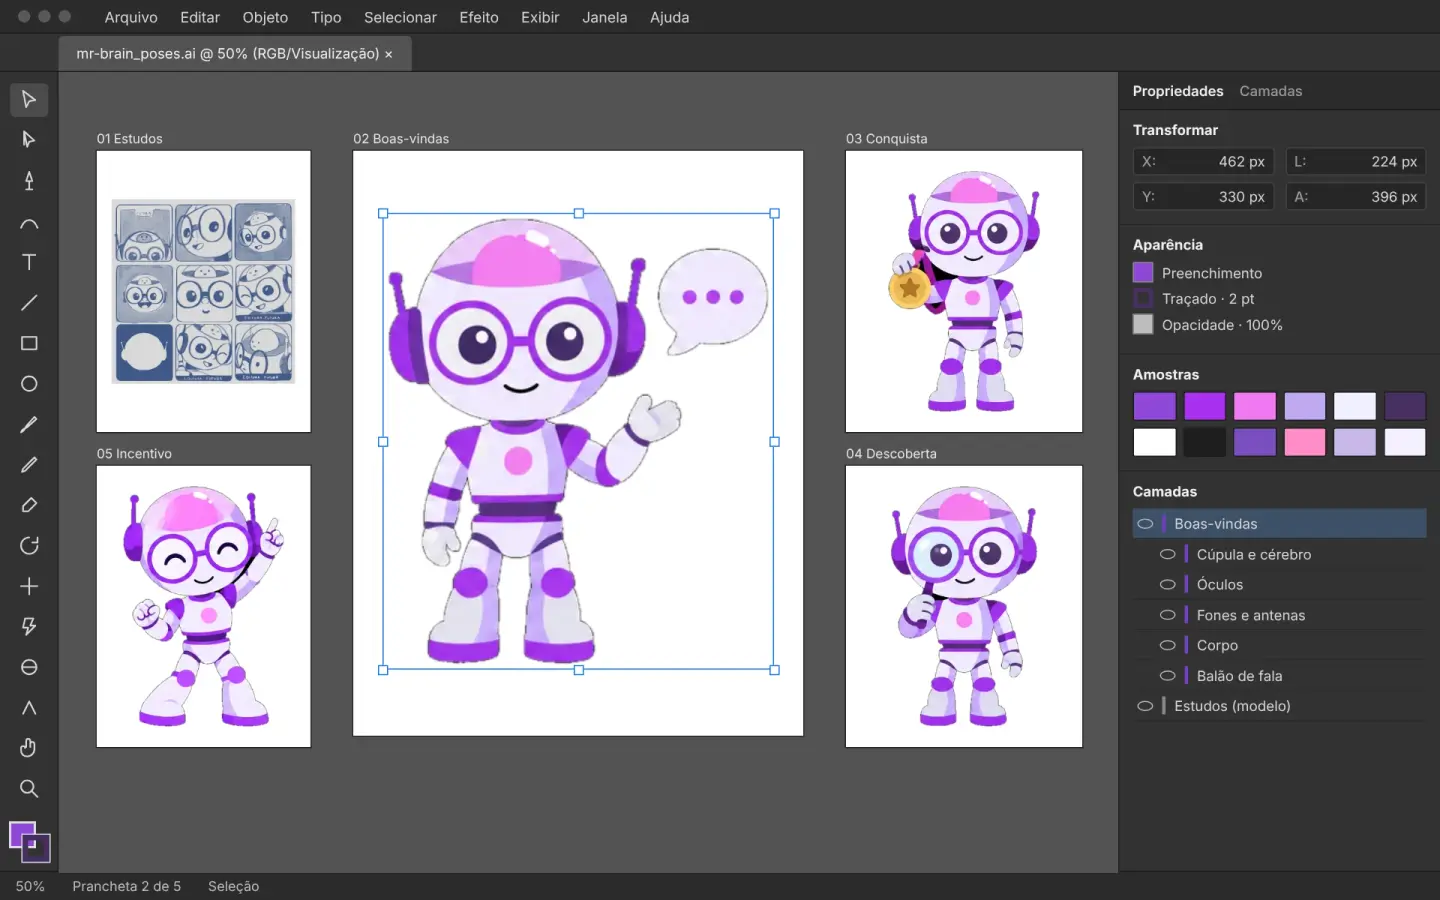 Arquivo Editar Objeto Tipo Selecionar Efeito Exibir Janela Ajuda
mr-brain_poses.ai @ 50% (RGB/Visualização) ×
01 Estudos
02 Boas-vindas
03 Conquista
05 Incentivo
04 Descoberta
Propriedades Camadas
Transformar
X: 462 px L: 224 px
Y: 330 px A: 396 px
Aparência
Preenchimento
Traçado · 2 pt
Opacidade · 100%
Amostras
Camadas
Boas-vindas
Cúpula e cérebro
Óculos
Fones e antenas
Corpo
Balão de fala
Estudos (modelo)
50% Prancheta 2 de 5 Seleção